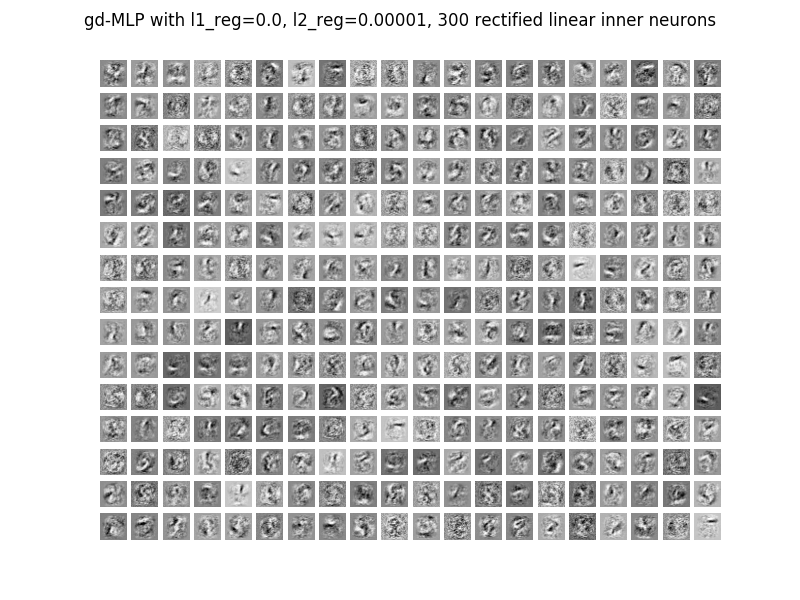 gd-MLP with l1_reg=0.0, l2_reg=0.00001, 300 rectified linear inner neurons